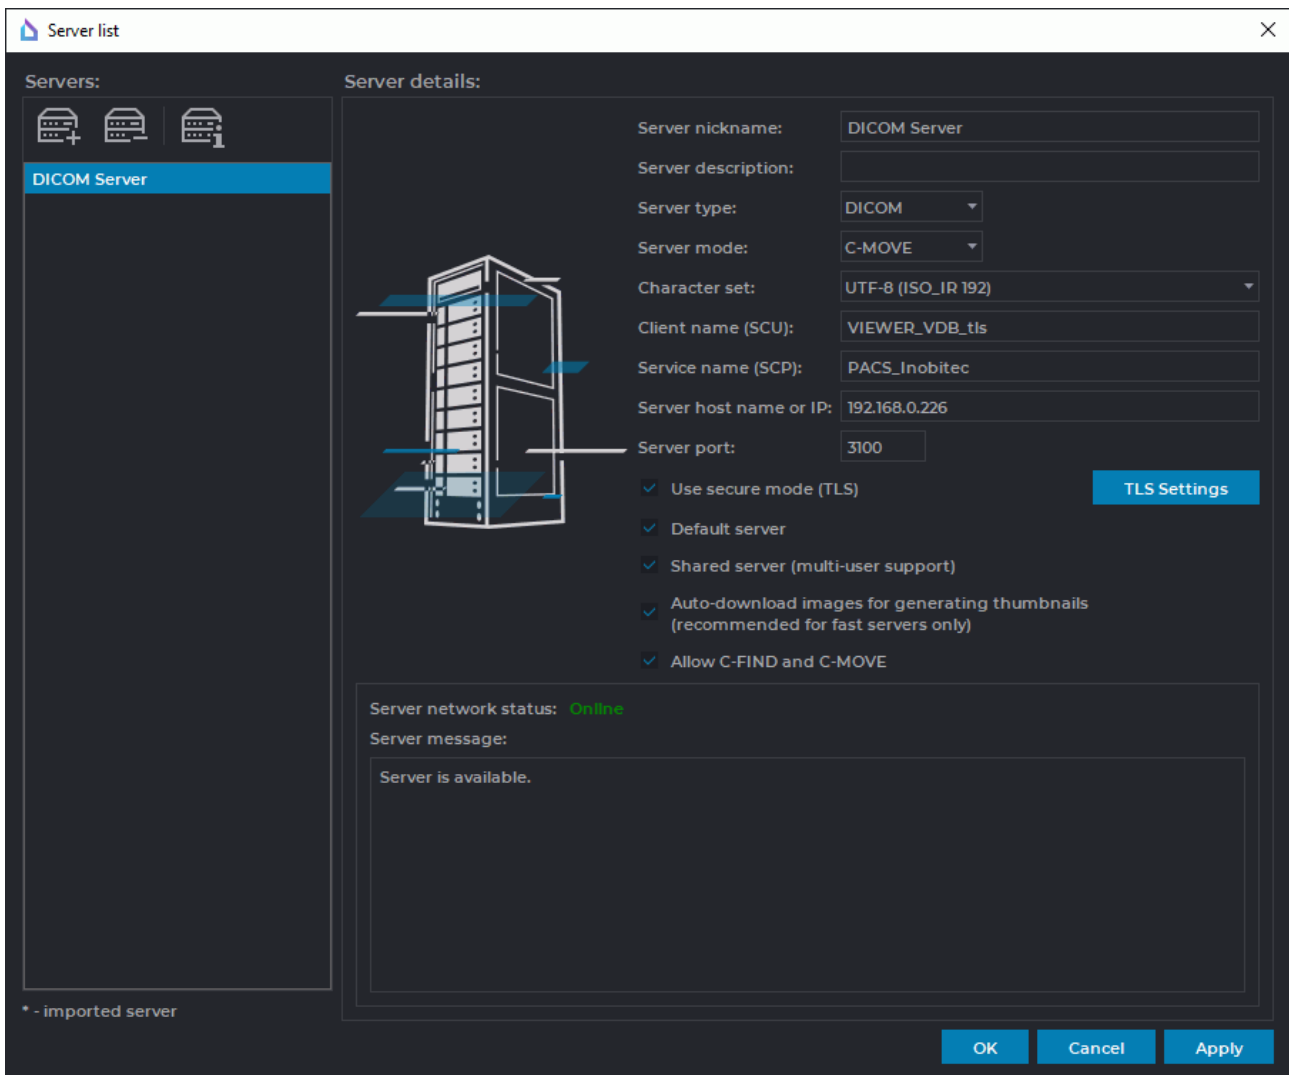 Server list
Servers:
Server details:
DICOM Server
Server nickname: DICOM Server
Server description:
Server type: DICOM
Server mode: C-MOVE
Character set: UTF-8 (ISO_IR 192)
Client name (SCU): VIEWER_VDB_tls
Service name (SCP): PACS_Inobitec
Server host name or IP: 192.168.0.226
Server port: 3100
Use secure mode (TLS) TLS Settings
Default server
Shared server (multi-user support)
Auto-download images for generating thumbnails
(recommended for fast servers only)
Allow C-FIND and C-MOVE
Server network status: Online
Server message:
Server is available.
* - imported server
OK Cancel Apply